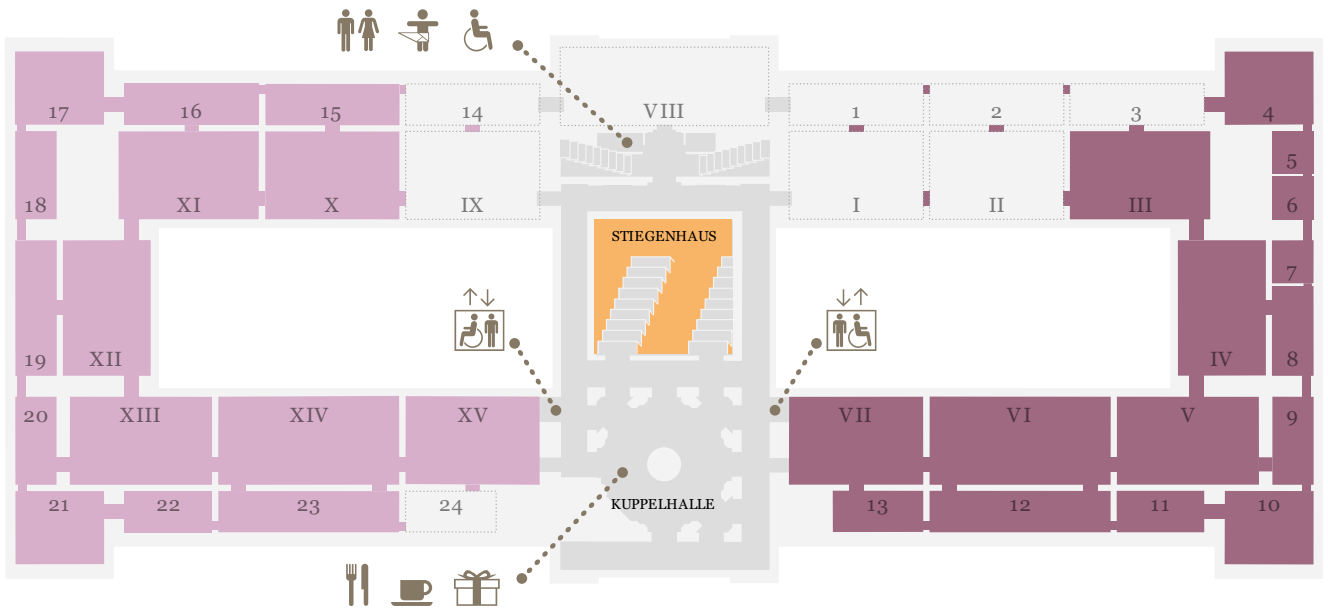 17 16 15 14 VIII 1 2 3 4
5
18 XI X IX I II III 6
STIEGENHAUS
7
19 XII IV 8
20 XIII XIV XV VII VI V 9
21 22 23 24 KUPPELHALLE 13 12 11 10